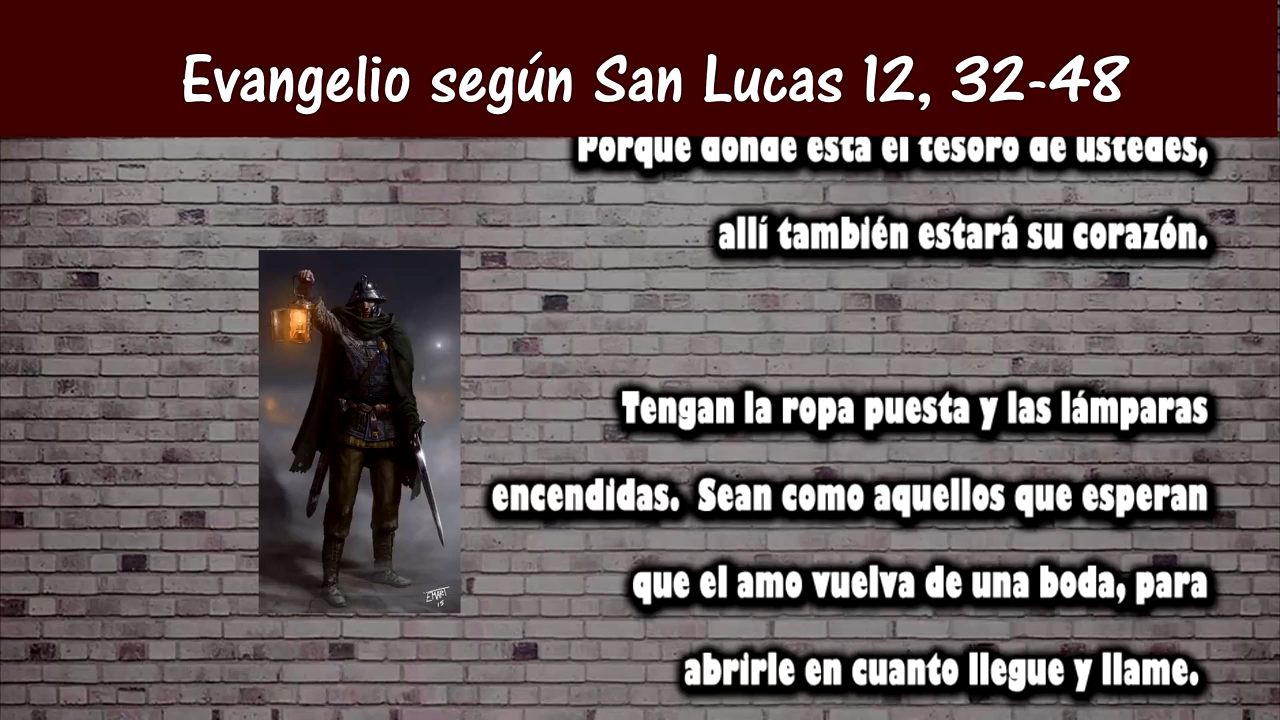 Evangelio según San Lucas 12, 32-48
Porque donde está el tesoro de ustedes,
allí también estará su corazón.
Tengan la ropa puesta y las lámparas
encendidas. Sean como aquellos que esperan
que el amo vuelva de una boda, para
abrirle en cuanto llegue y llame.
EMART
15